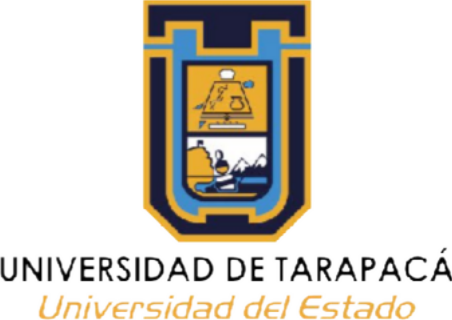 UNIVERSIDAD DE TARAPACÁ
Universidad del Estado